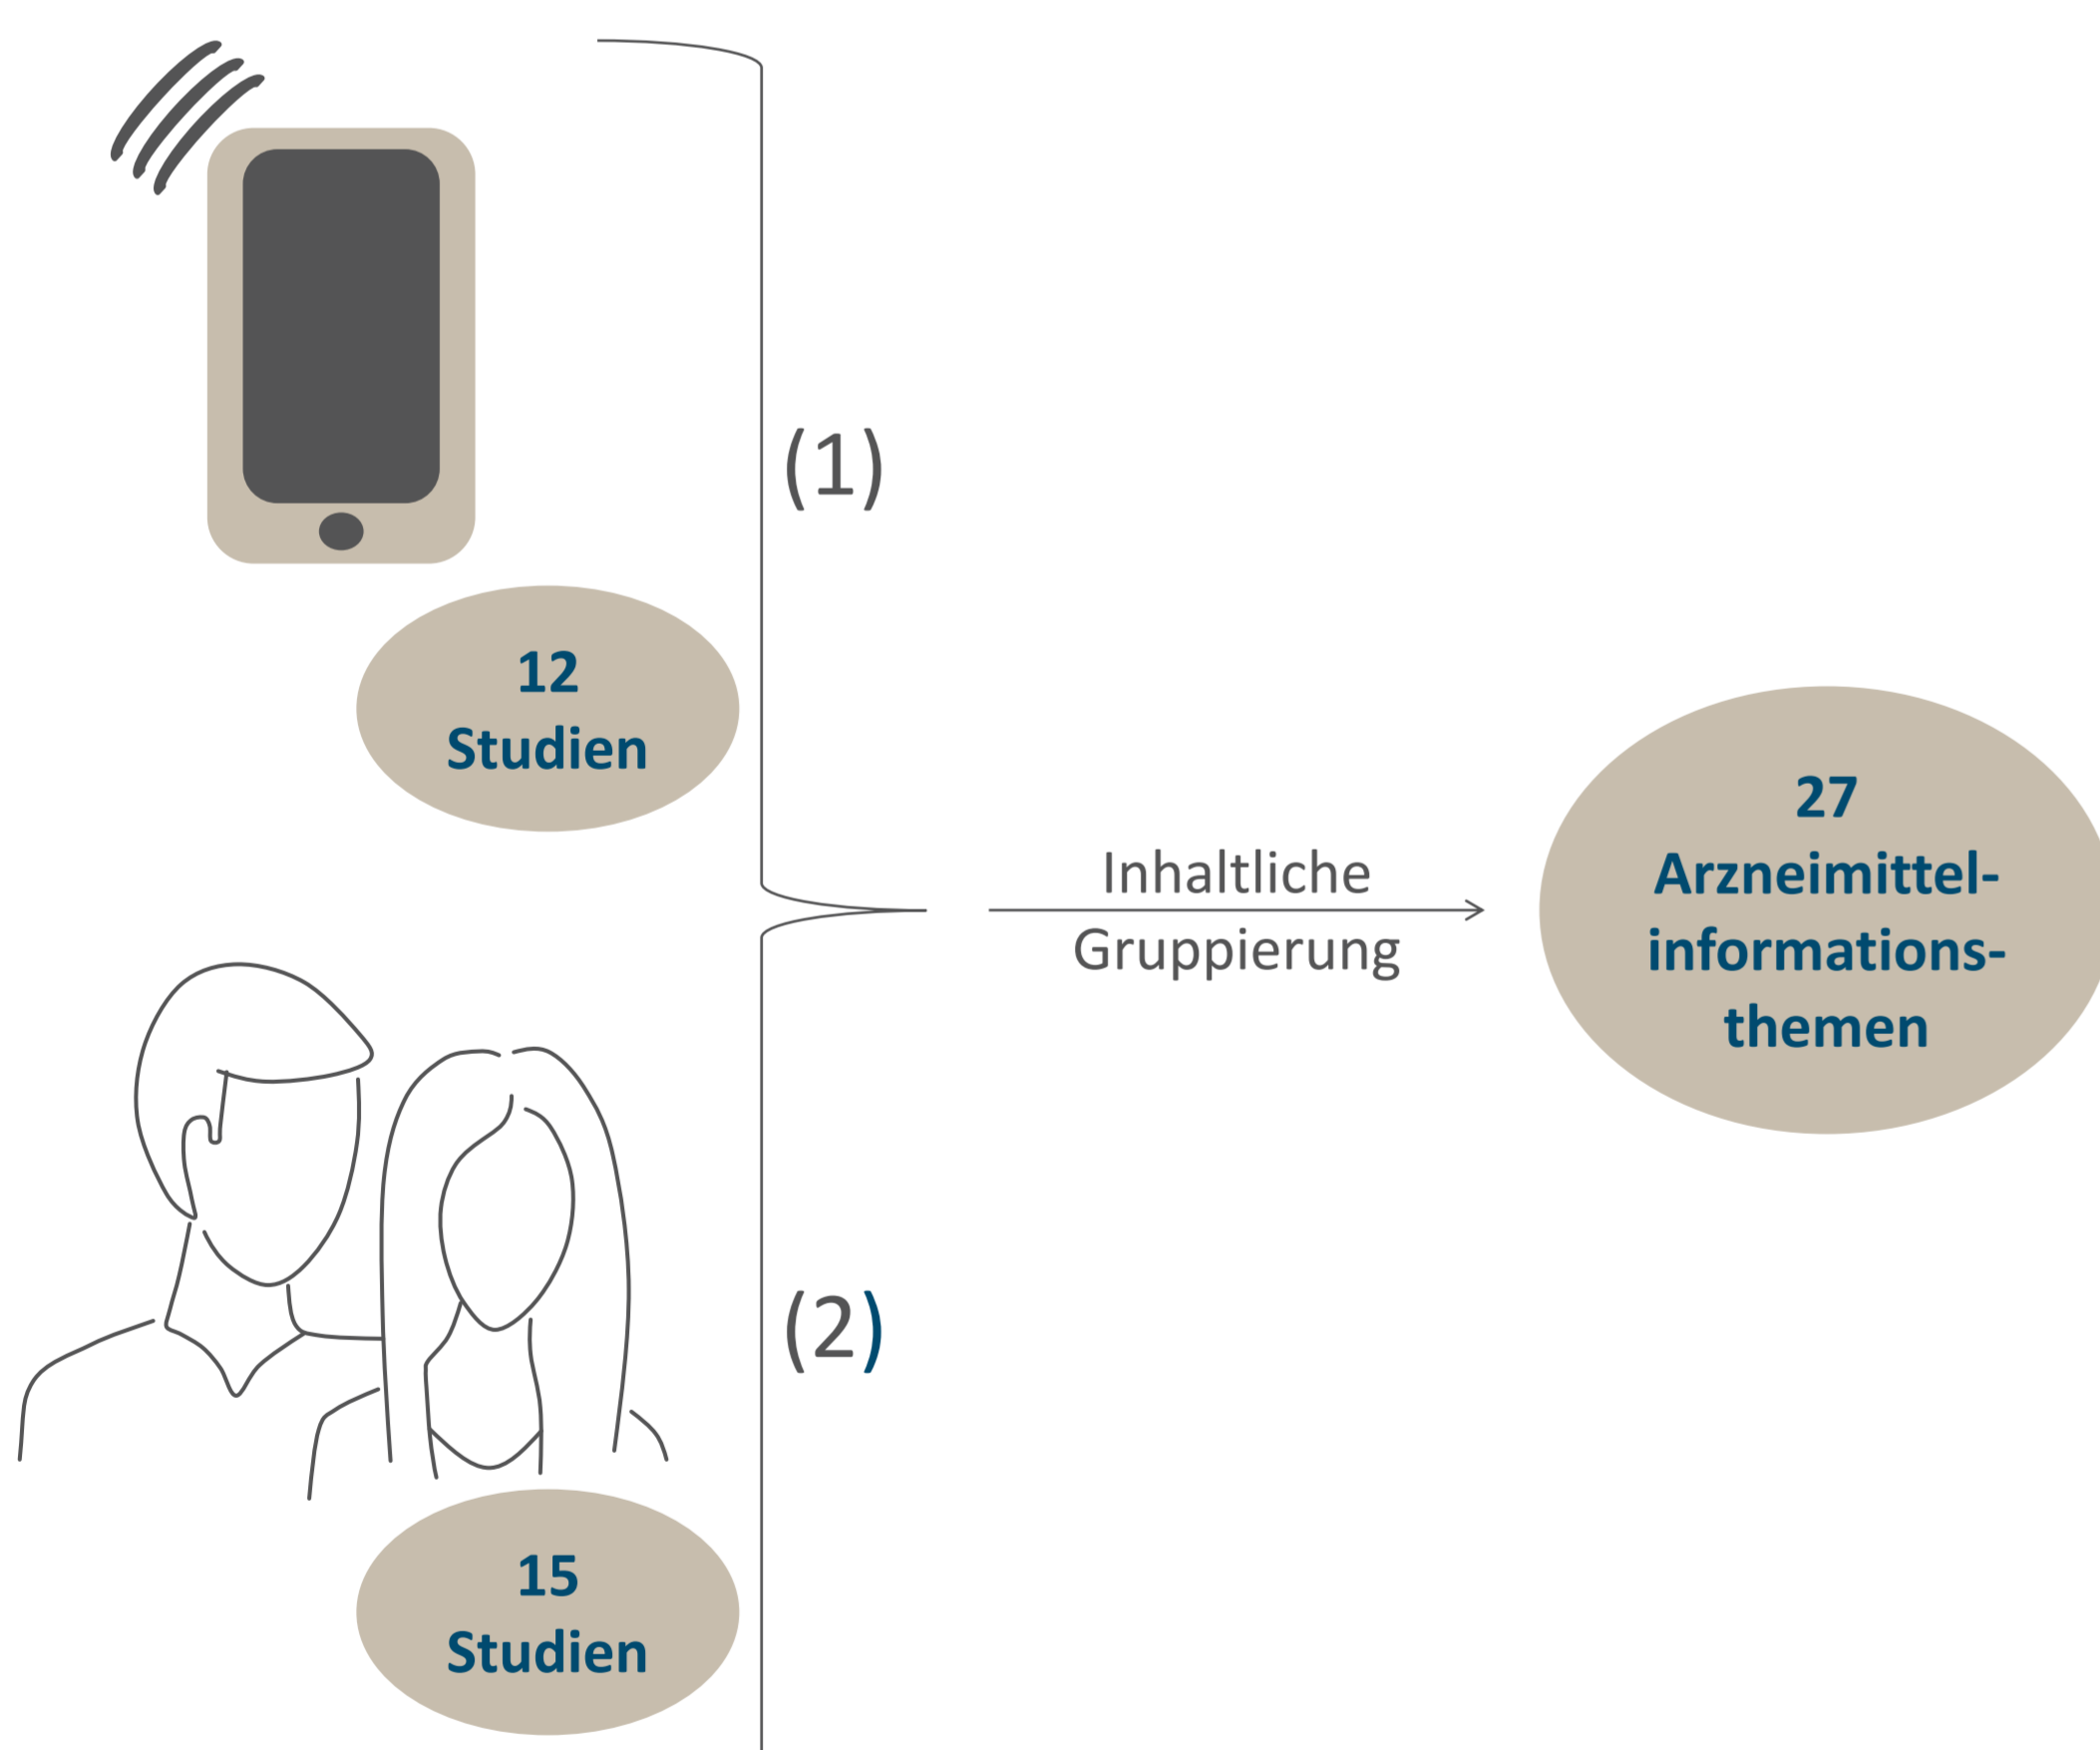 (1)
12
Studien
Inhaltliche
Gruppierung
27
Arzneimittel-
informations-
themen
(2)
15
Studien